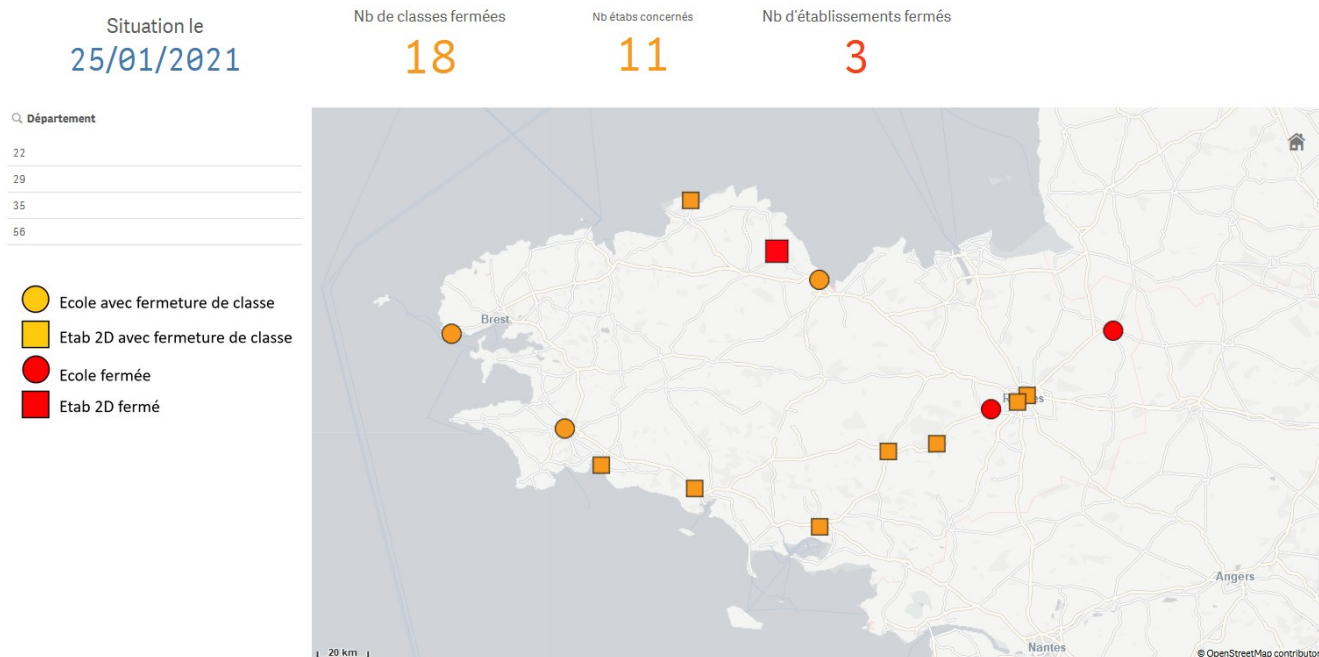 Situation le
25/01/2021
Nb de classes fermées
18
Nb étabs concernés
11
Nb d'établissements fermés
3
Département
22
29
35
56
Ecole avec fermeture de classe
Etab 2D avec fermeture de classe
Ecole fermée
Etab 2D fermé
Brest
Angers
Nantes
20 km
© OpenStreetMap contributor